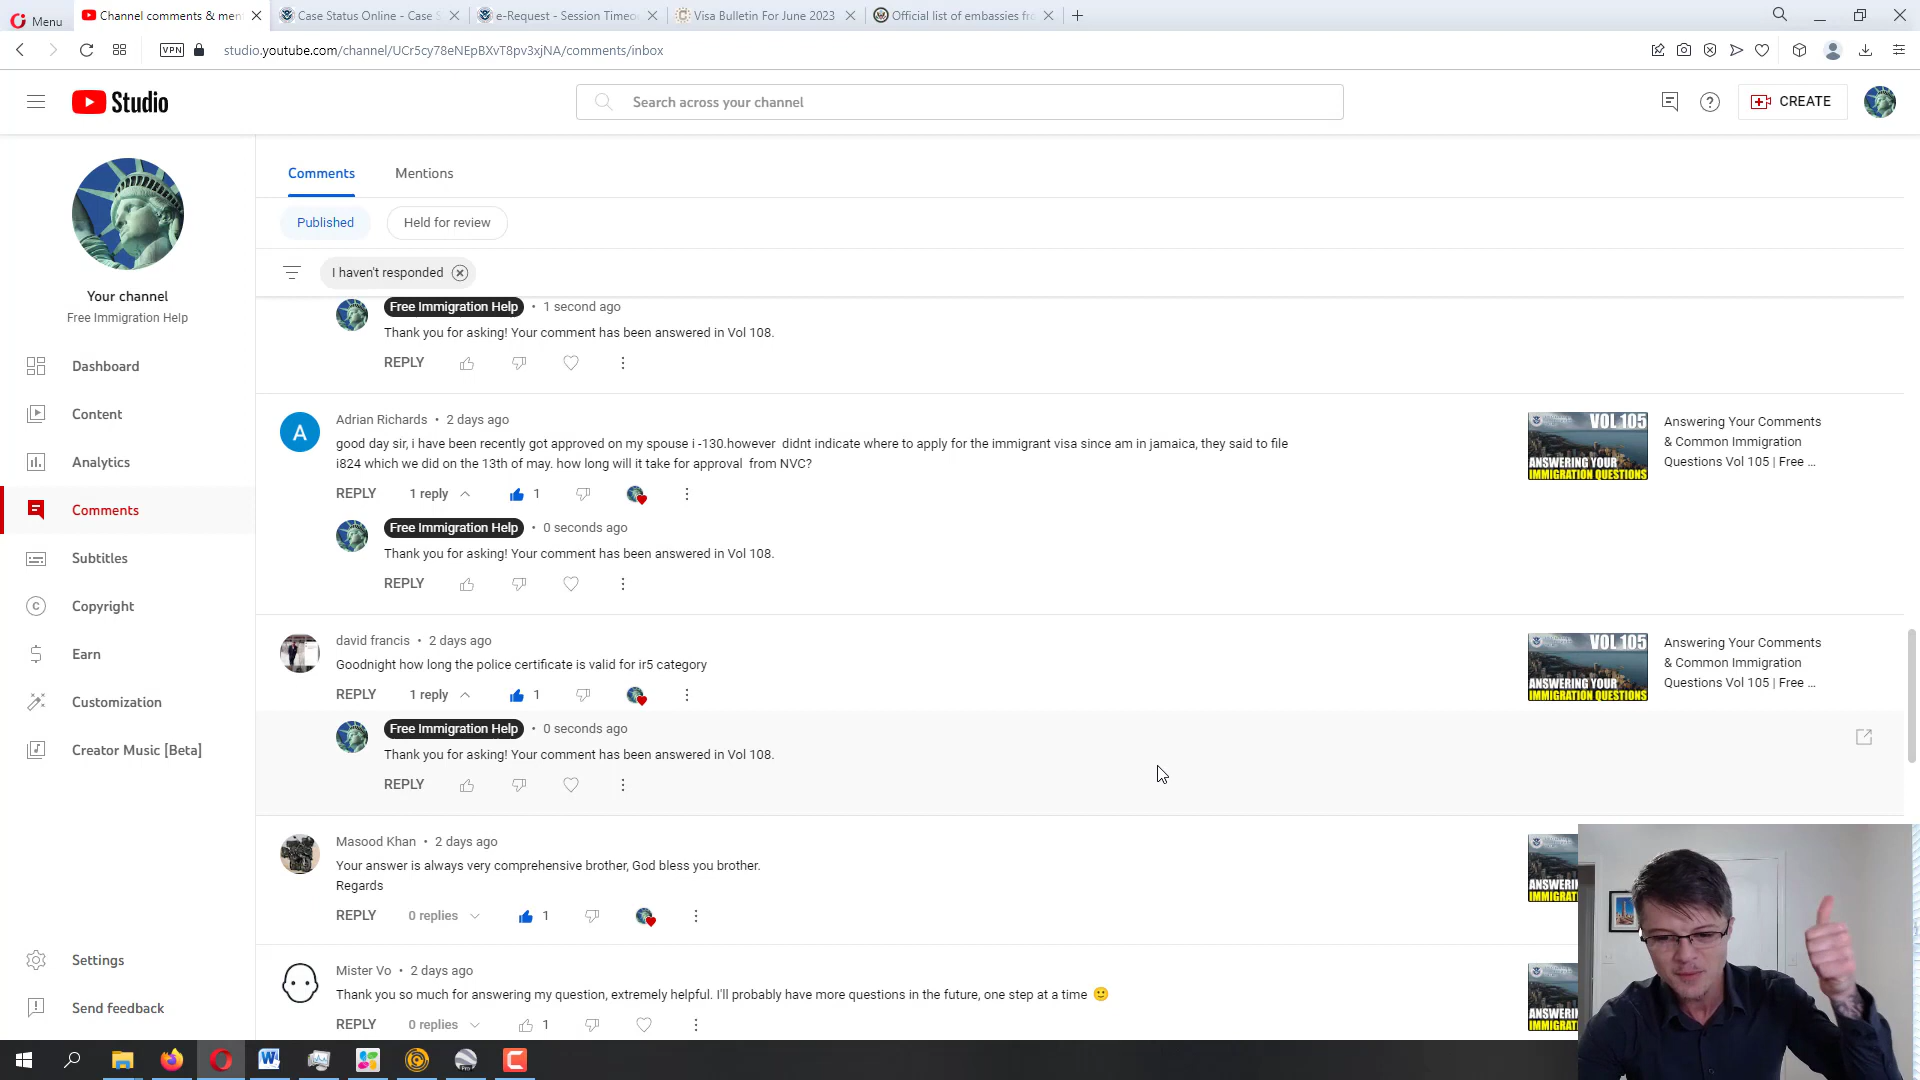 Menu
Channel comments & men
Case Status Online - Case S
e-Request - Session Timeou
Visa Bulletin For June 2023
Official list of embassies fro
VPN
studio.youtube.com/channel/UCr5cy78eNEpBXvT8pv3xjNA/comments/inbox
Studio
Search across your channel
CREATE
Your channel
Free Immigration Help
Dashboard
Content
Analytics
Comments
Subtitles
Copyright
Earn
Customization
Creator Music [Beta]
Settings
Send feedback
Comments
Mentions
Published
Held for review
I haven't responded
Free Immigration Help • 1 second ago
Thank you for asking! Your comment has been answered in Vol 108.
REPLY
Adrian Richards • 2 days ago
good day sir, i have been recently got approved on my spouse i -130.however didnt indicate where to apply for the immigrant visa since am in jamaica, they said to file
i824 which we did on the 13th of may. how long will it take for approval from NVC?
REPLY 1 reply 1
VOL 105
ANSWERING YOUR
IMMIGRATION QUESTIONS
Answering Your Comments
& Common Immigration
Questions Vol 105 | Free ...
Free Immigration Help • 0 seconds ago
Thank you for asking! Your comment has been answered in Vol 108.
REPLY
david francis • 2 days ago
Goodnight how long the police certificate is valid for ir5 category
REPLY 1 reply 1
VOL 105
ANSWERING YOUR
IMMIGRATION QUESTIONS
Answering Your Comments
& Common Immigration
Questions Vol 105 | Free ...
Free Immigration Help • 0 seconds ago
Thank you for asking! Your comment has been answered in Vol 108.
REPLY
Masood Khan • 2 days ago
Your answer is always very comprehensive brother, God bless you brother.
Regards
REPLY 0 replies 1
ANSWERIN
IMMIGRATI
Mister Vo • 2 days ago
Thank you so much for answering my question, extremely helpful. I'll probably have more questions in the future, one step at a time 🙂
REPLY 0 replies 1
ANSWERIN
IMMIGRATI